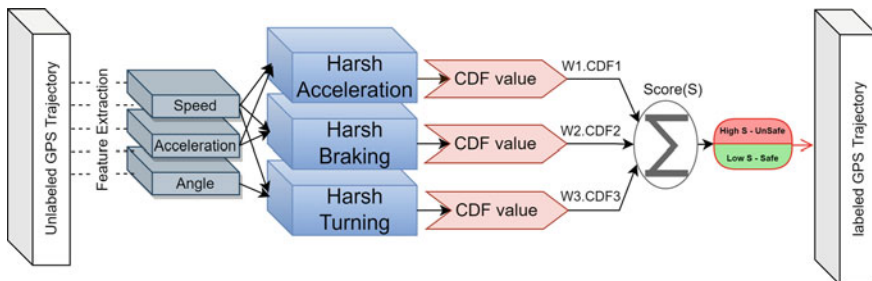 Unlabeled GPS Trajectory
Feature Extraction
Speed
Acceleration
Angle
Harsh
Acceleration
Harsh
Braking
Harsh
Turning
CDF value
CDF value
CDF value
W1.CDF1
W2.CDF2
W3.CDF3
Score(S)
Σ
High S - UnSafe
Low S - Safe
labeled GPS Trajectory